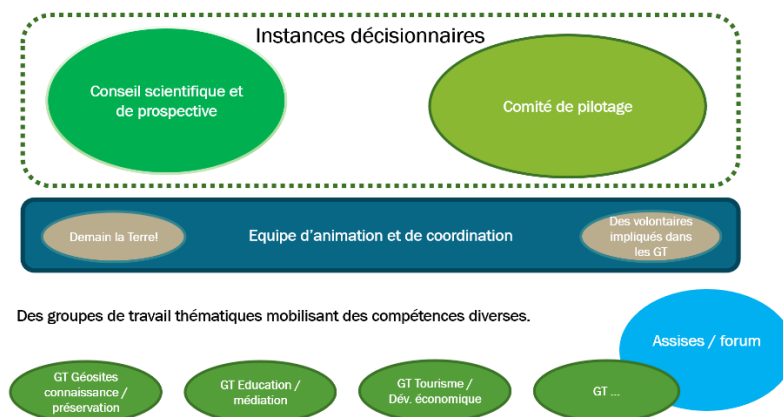 Instances décisionnaires
Conseil scientifique et
de prospective
Comité de pilotage
Demain la Terre!
Equipe d'animation et de coordination
Des volontaires
impliqués dans
les GT
Des groupes de travail thématiques mobilisant des compétences diverses.
Assises / forum
GT Géosites
connaissance /
préservation
GT Education /
médiation
GT Tourisme /
Dév. économique
GT ...